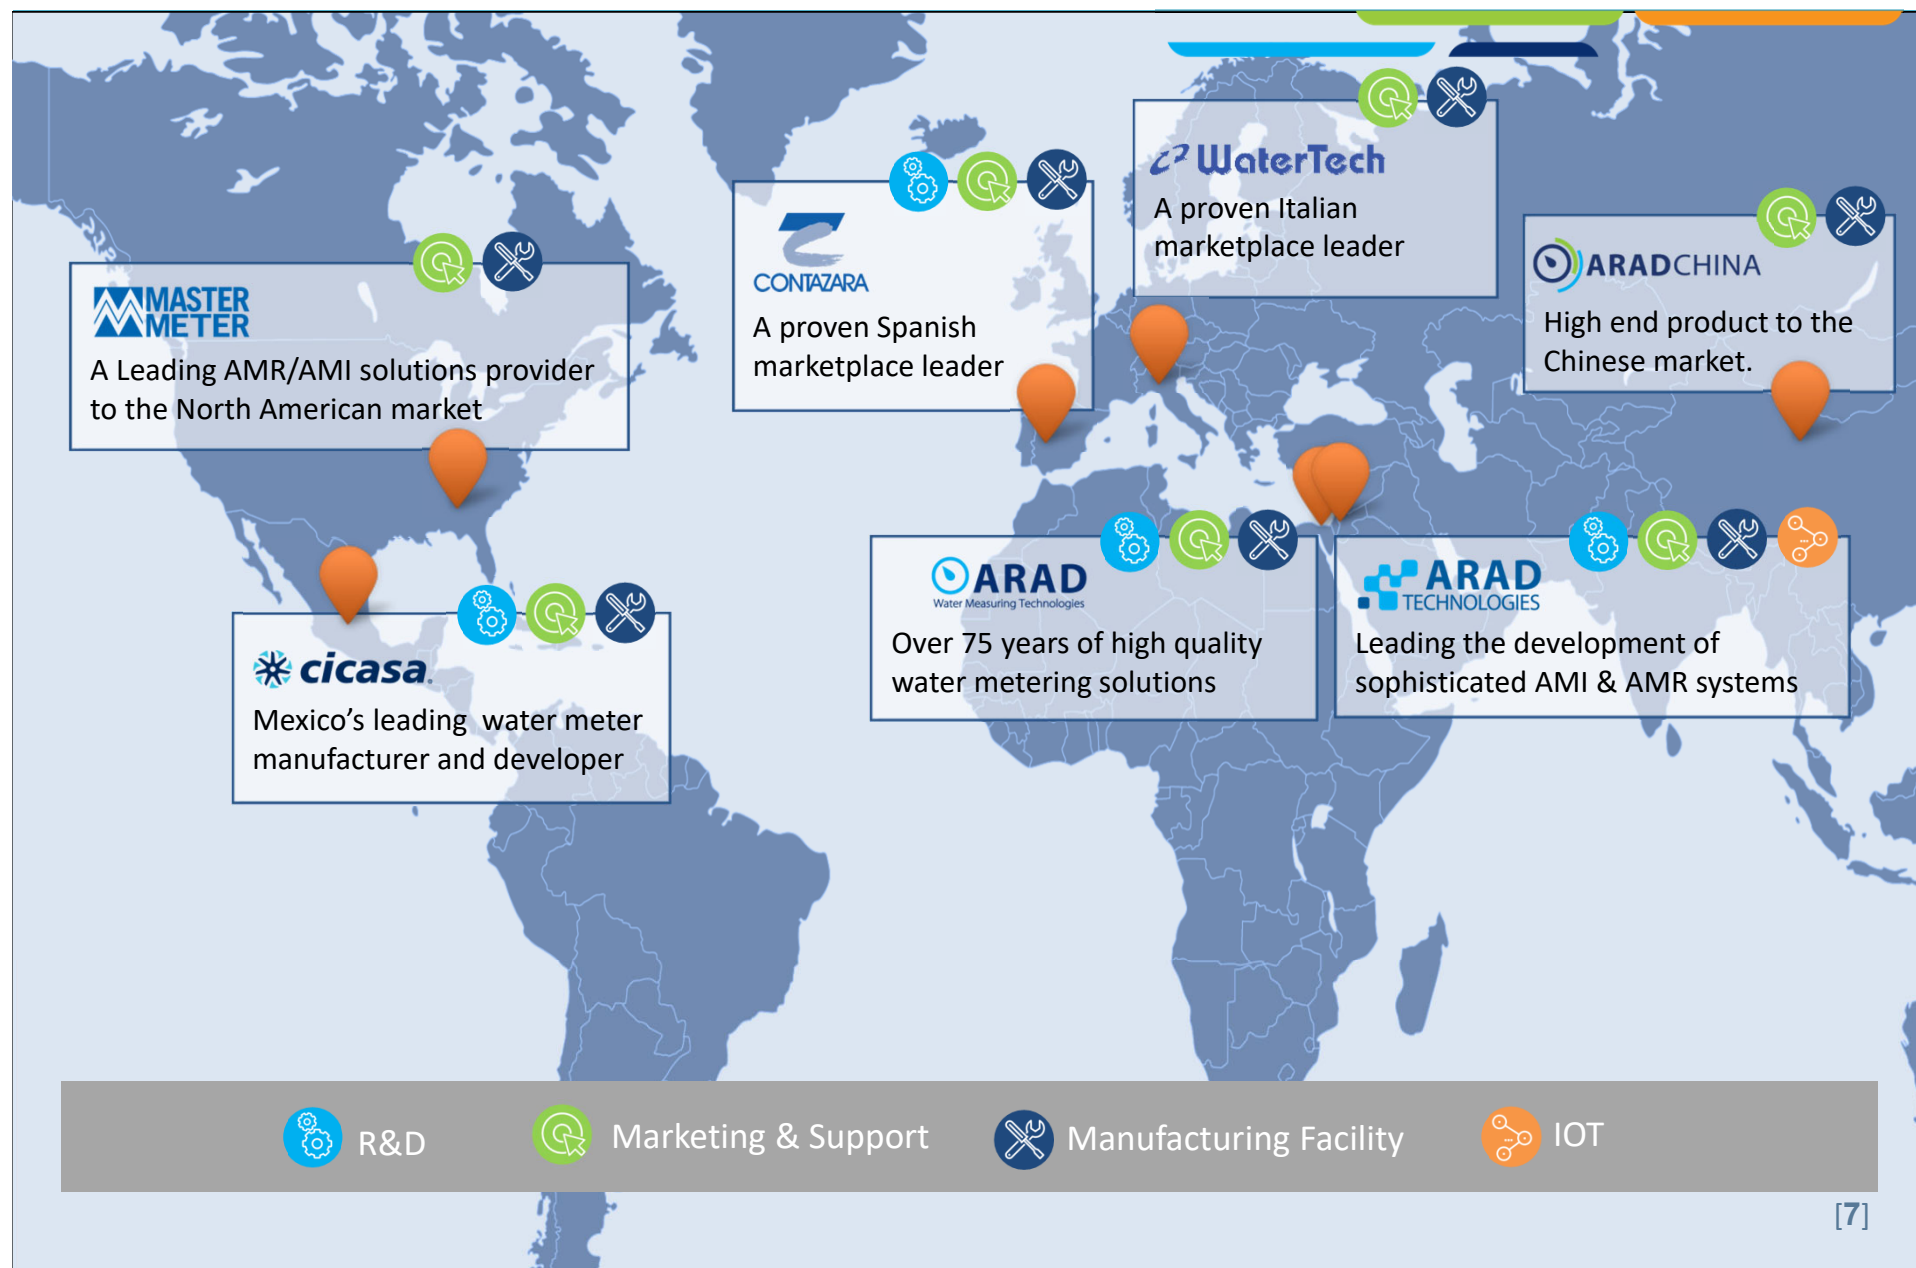 WaterTech
A proven Italian
marketplace leader
CONTAZARA
A proven Spanish
marketplace leader
ARADCHINA
High end product to the
Chinese market.
MASTER
METER
A Leading AMR/AMI solutions provider
to the North American market
ARAD
Water Measuring Technologies
Over 75 years of high quality
water metering solutions
ARAD
TECHNOLOGIES
Leading the development of
sophisticated AMI & AMR systems
cicasa
Mexico’s leading water meter
manufacturer and developer
R&D
Marketing & Support
Manufacturing Facility
IOT
[7]